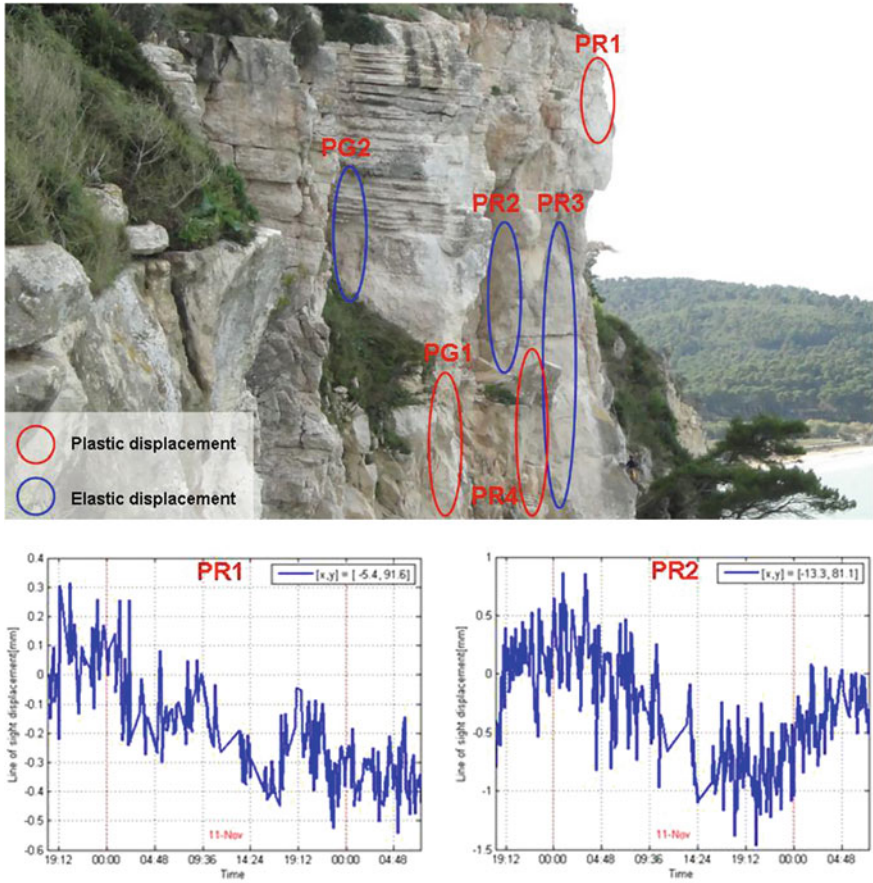 PR1
PG2
PR2 PR3
PG1
PR4
Plastic displacement
Elastic displacement
PR1
[x,y] = [ -5.4, 91.6]
Line of sight displacement[mm]
0.4
0.3
0.2
0.1
0
-0.1
-0.2
-0.3
-0.4
-0.5
-0.6
11-Nov
19:12 00:00 04:48 09:36 14:24 19:12 00:00 04:48
Time
PR2
[x,y] = [-13.3, 81.1]
Line of sight displacement[mm]
1
0.5
0
-0.5
-1
-1.5
11-Nov
19:12 00:00 04:48 09:36 14:24 19:12 00:00 04:48
Time